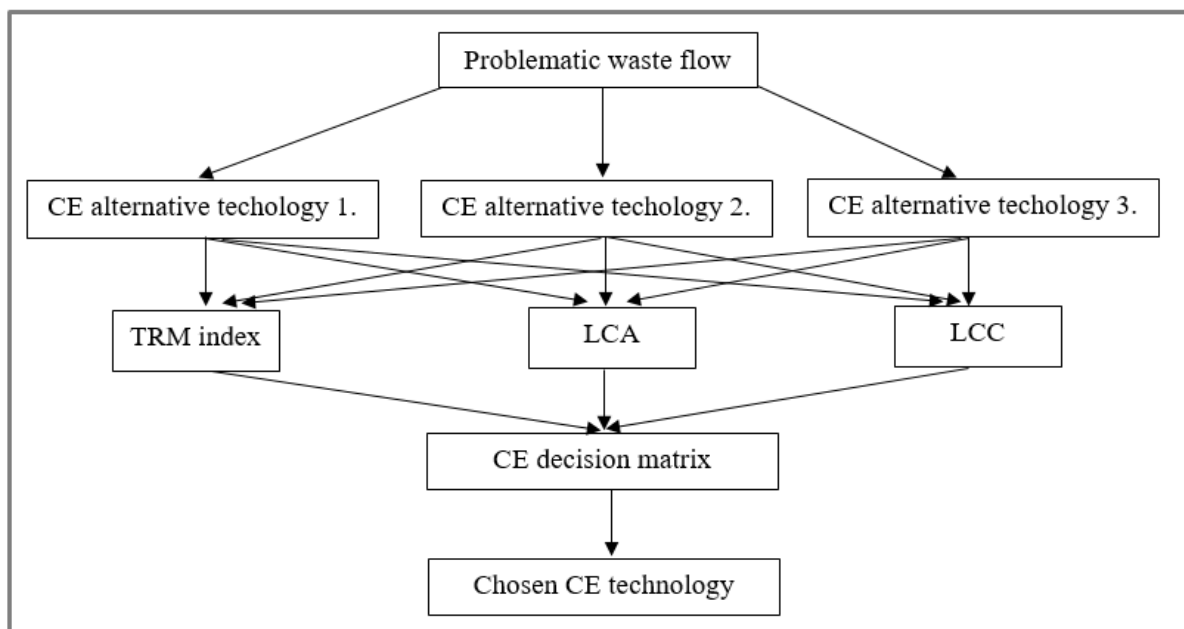 Problematic waste flow
CE alternative techology 1.
CE alternative techology 2.
CE alternative techology 3.
TRM index
LCA
LCC
CE decision matrix
Chosen CE technology